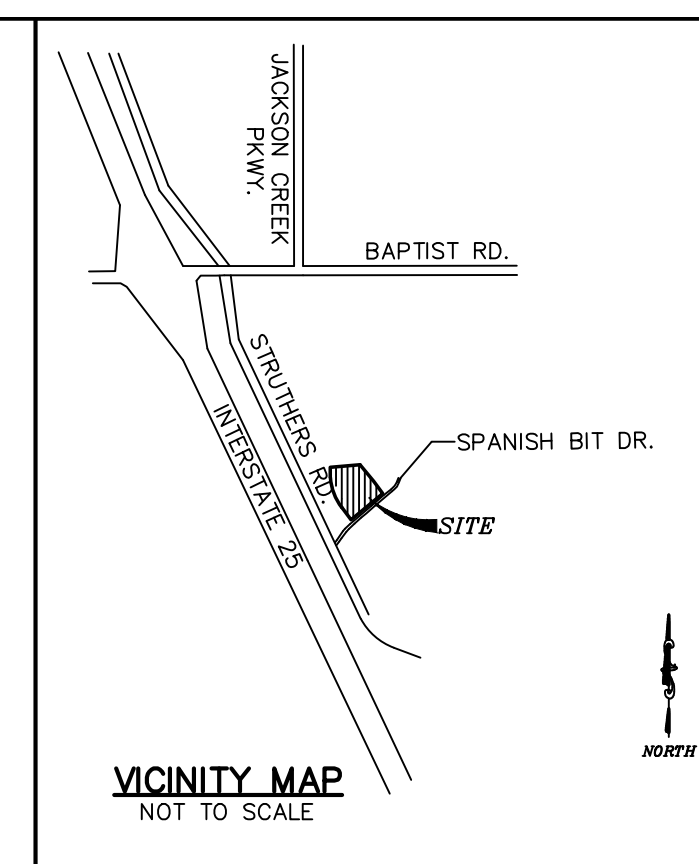 JACKSON CREEK
PKWY.
BAPTIST RD.
STRUTHERS RD.
INTERSTATE 25
SPANISH BIT DR.
SITE
NORTH
VICINITY MAP
NOT TO SCALE